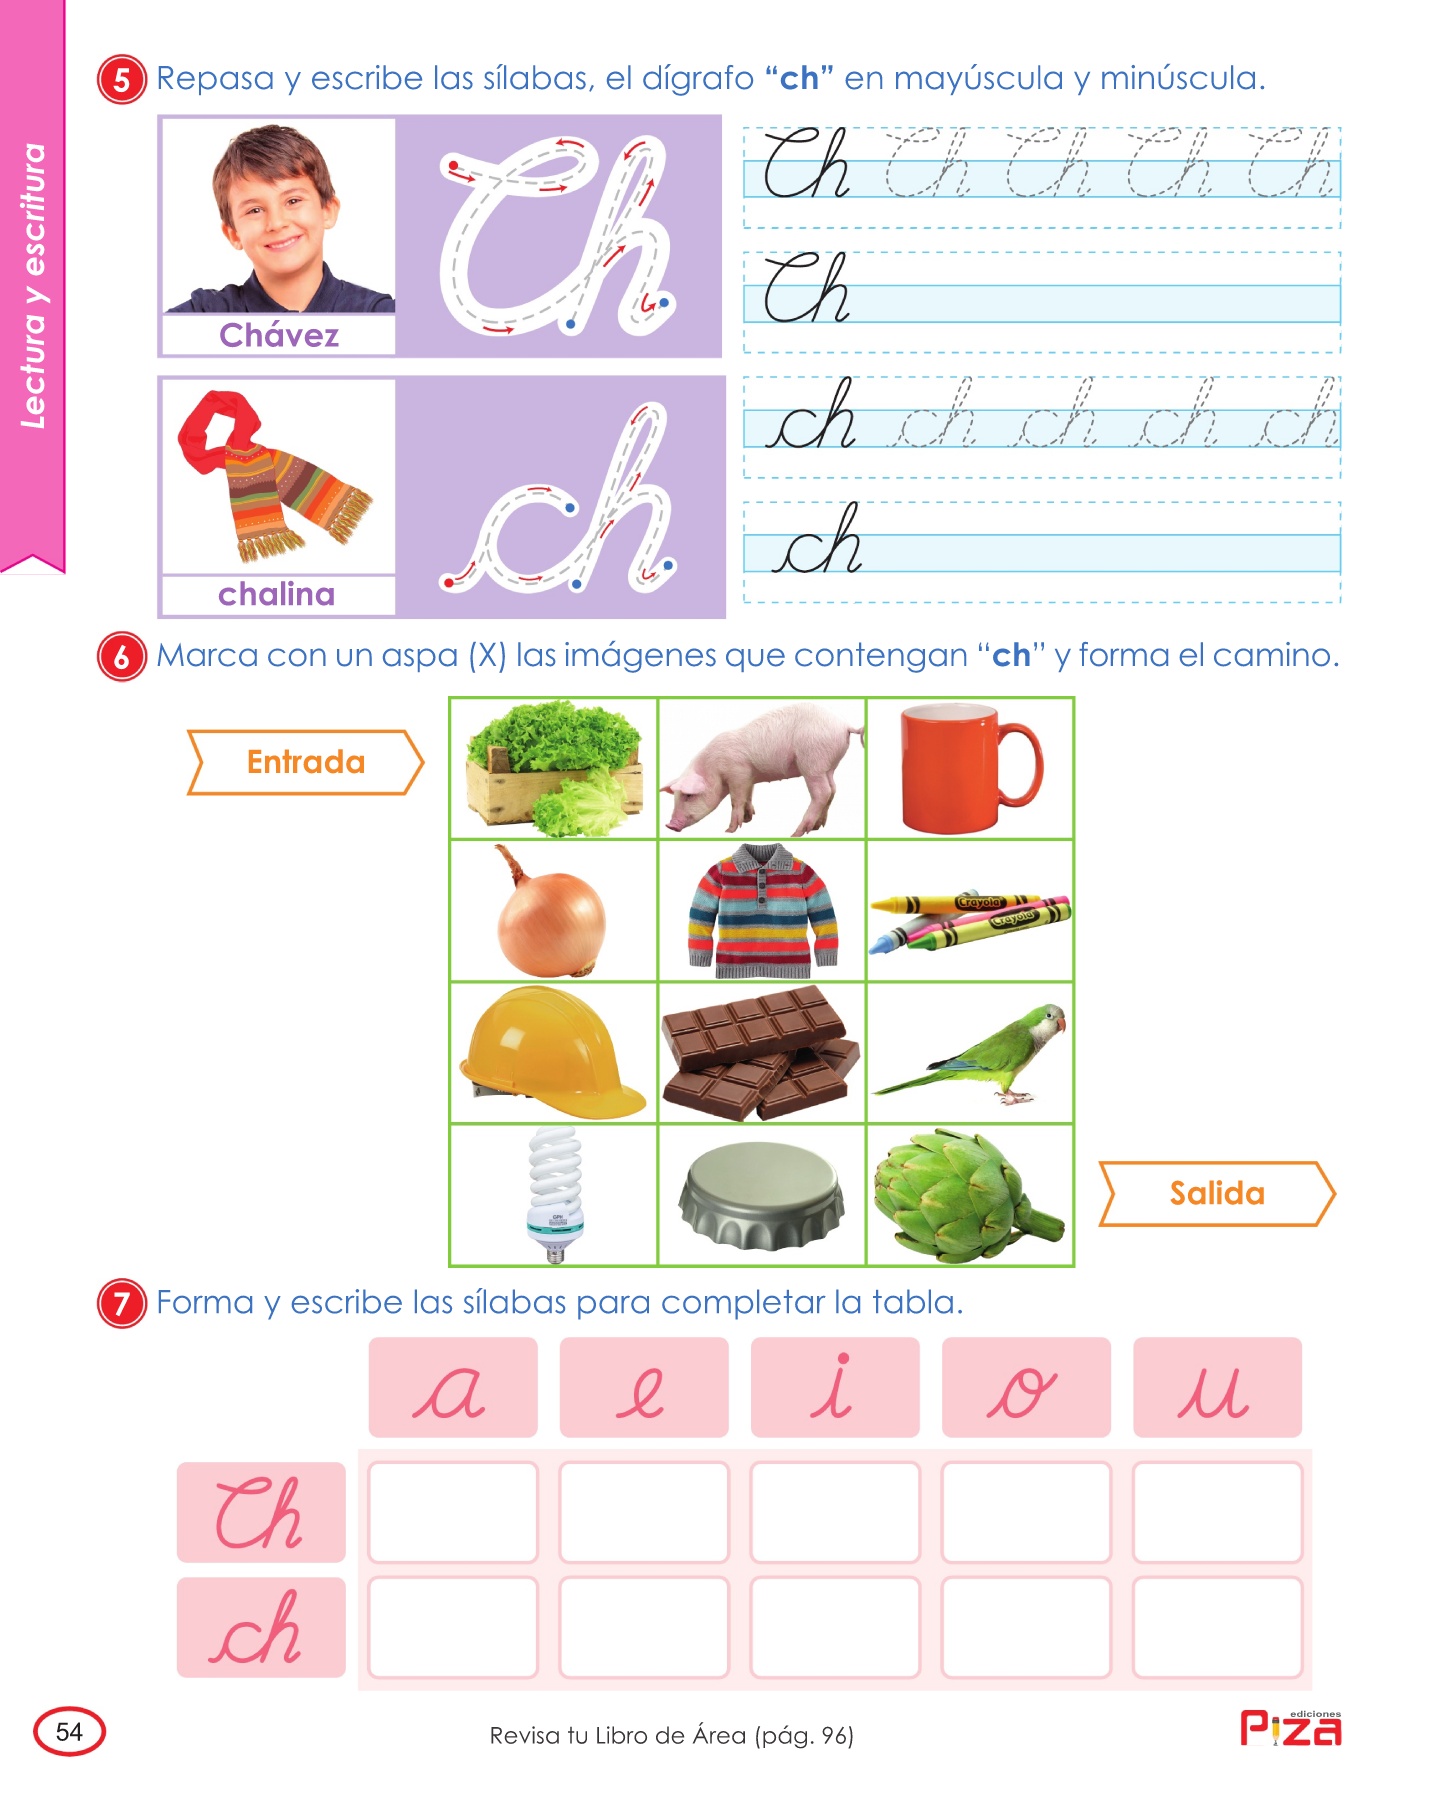 Lectura y escritura
5 Repasa y escribe las sílabas, el dígrafo “ch” en mayúscula y minúscula.
Ch
Chávez
Ch Ch Ch Ch Ch
Ch
ch
chalina
ch ch ch ch ch
ch
6 Marca con un aspa (X) las imágenes que contengan “ch” y forma el camino.
Entrada
Crayola
Crayola
Salida
7 Forma y escribe las sílabas para completar la tabla.
a e i o u
Ch
ch
54
Revisa tu Libro de Área (pág. 96)
ediciones
Piza